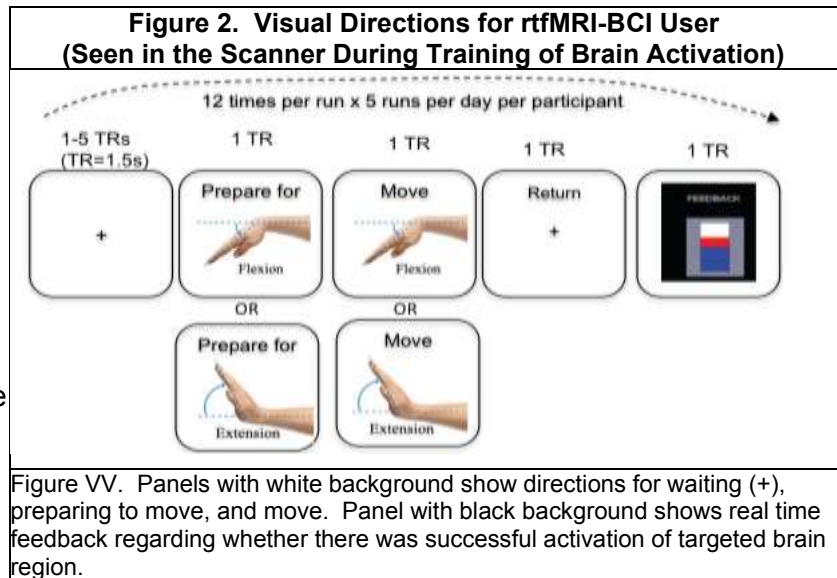 Figure 2.  Visual Directions for rtfMRI-BCI User
(Seen in the Scanner During Training of Brain Activation)
12 times per run x 5 runs per day per participant
1-5 TRs
(TR=1.5s)
1 TR
1 TR
1 TR
1 TR
+
Prepare for
Flexion
Move
Flexion
Return
+
FEEDBACK
OR
OR
Prepare for
Extension
Move
Extension
e
Figure VV.  Panels with white background show directions for waiting (+),
preparing to move, and move.  Panel with black background shows real time
feedback regarding whether there was successful activation of targeted brain
region.